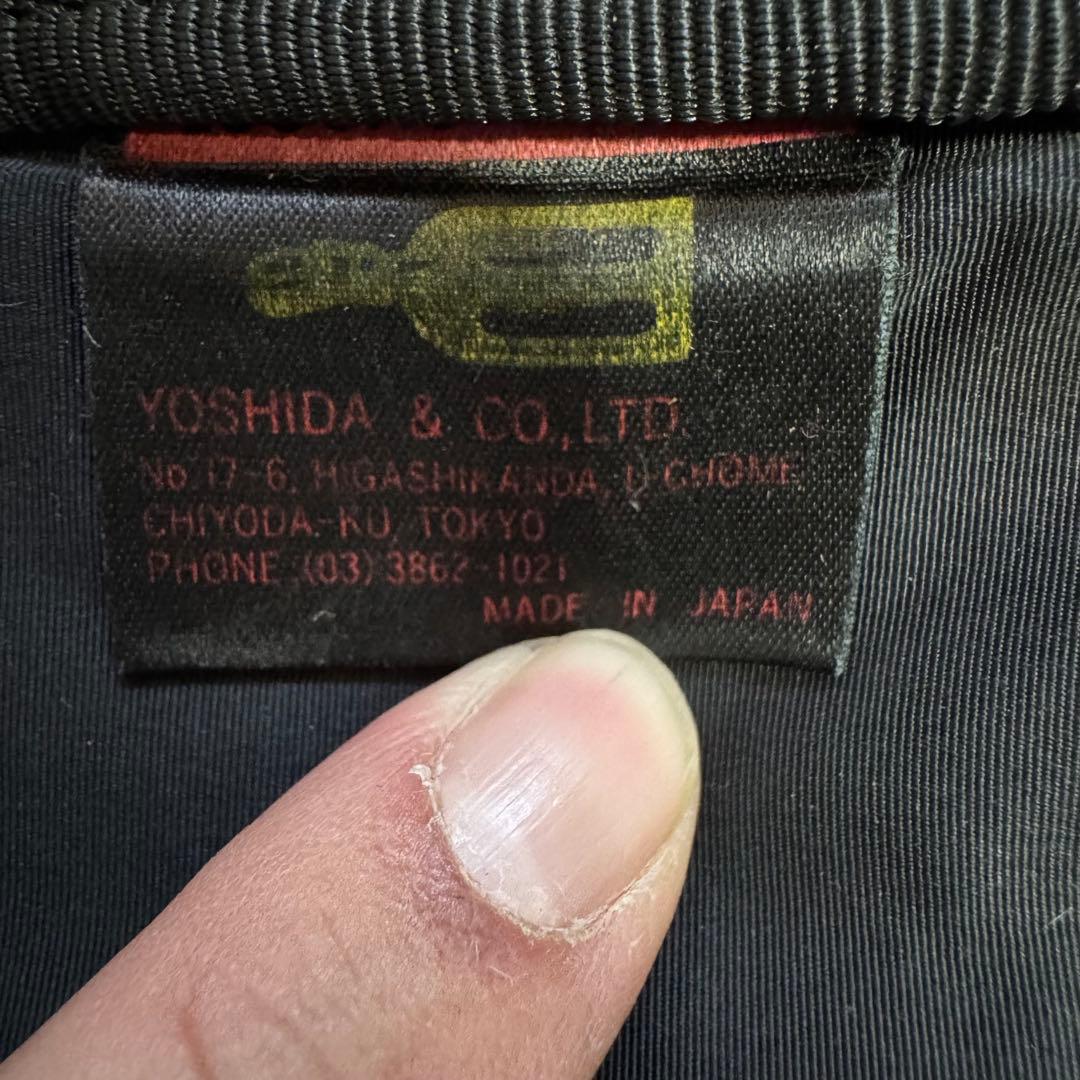 YOSHIDA & CO., LTD.
No 17-6, HIGASHIKANDA, 1-CHOME
CHIYODA-KU, TOKYO
PHONE (03) 3862-1021
MADE IN JAPAN